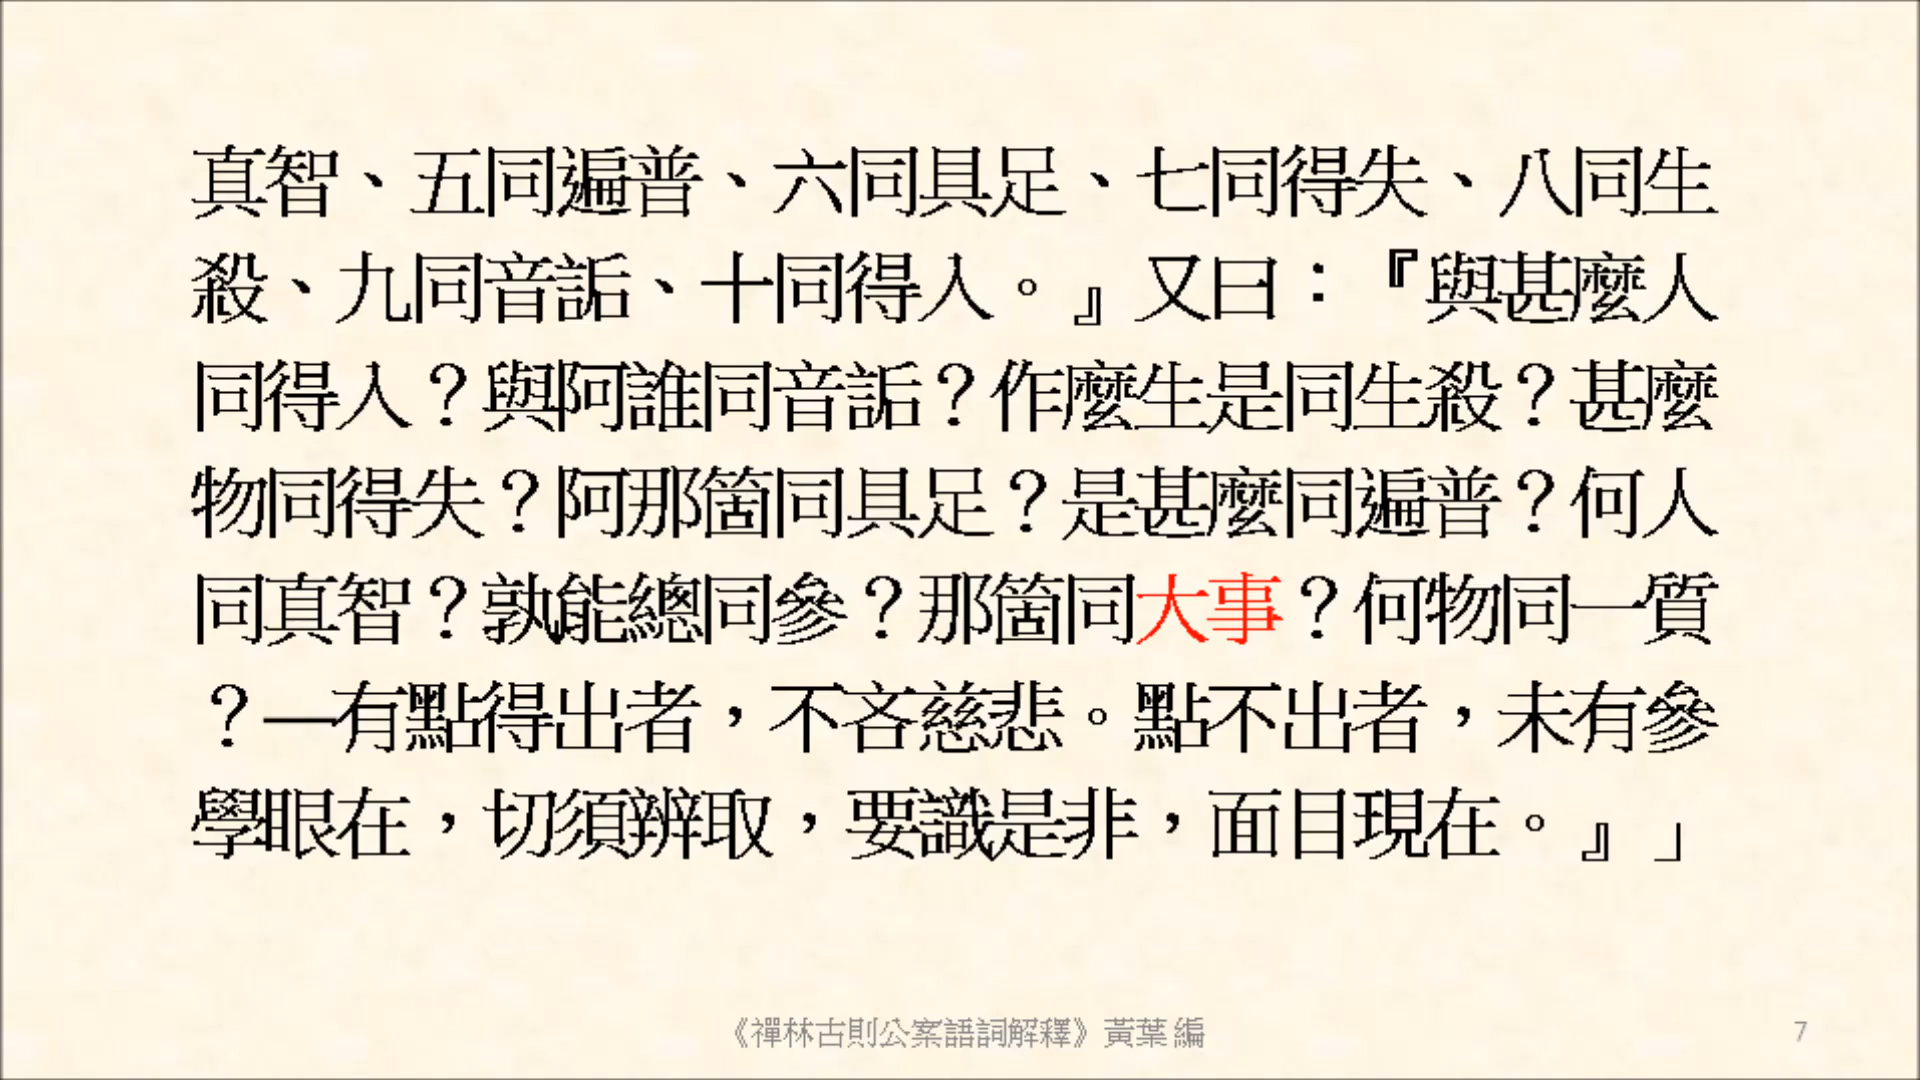 真智、五同遍普、六同具足、七同得失、八同生
殺、九同音詬、十同得入。』又曰：『與甚麼人
同得入？與阿誰同音詬？作麼生是同生殺？甚麼
物同得失？阿那箇同具足？是甚麼同遍普？何人
同真智？孰能總同參？那箇同大事？何物同一質
？—有點得出者，不吝慈悲。點不出者，未有參
學眼在，切須辨取，要識是非，面目現在。』」
《禪林古則公案語詞解釋》黃葉 編
7